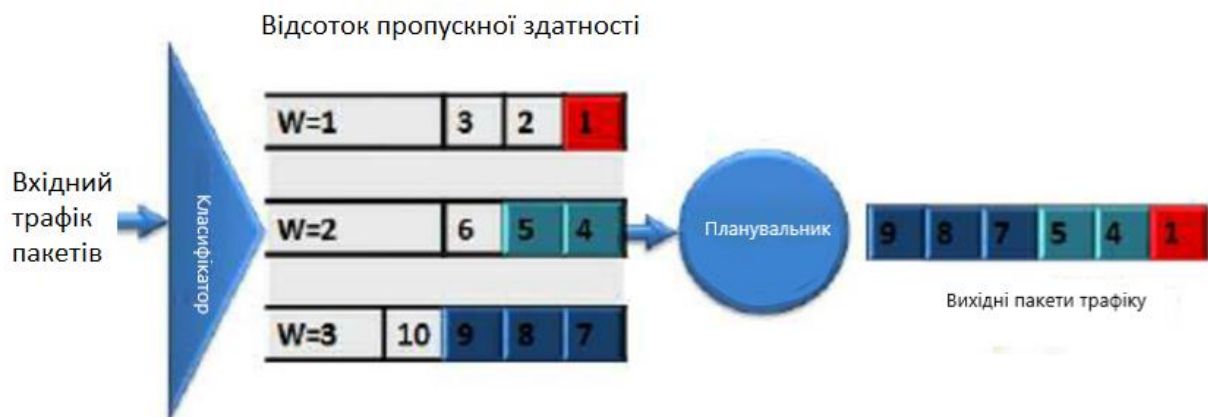 Відсоток пропускної здатності
Вхідний
трафік
пакетів
Класифікатор
W=1 3 2 1
W=2 6 5 4
W=3 10 9 8 7
Планувальник
9 8 7 5 4 1
Вихідні пакети трафіку